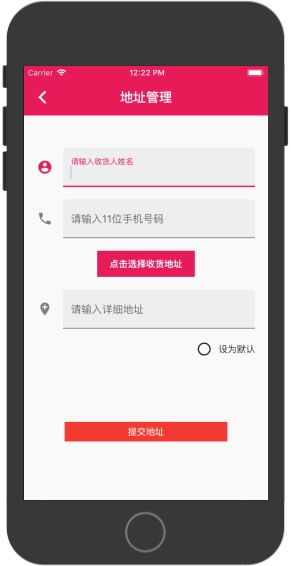 Carrier 12:22 PM
地址管理
请输入收货人姓名
请输入11位手机号码
点击选择收货地址
请输入详细地址
设为默认
提交地址